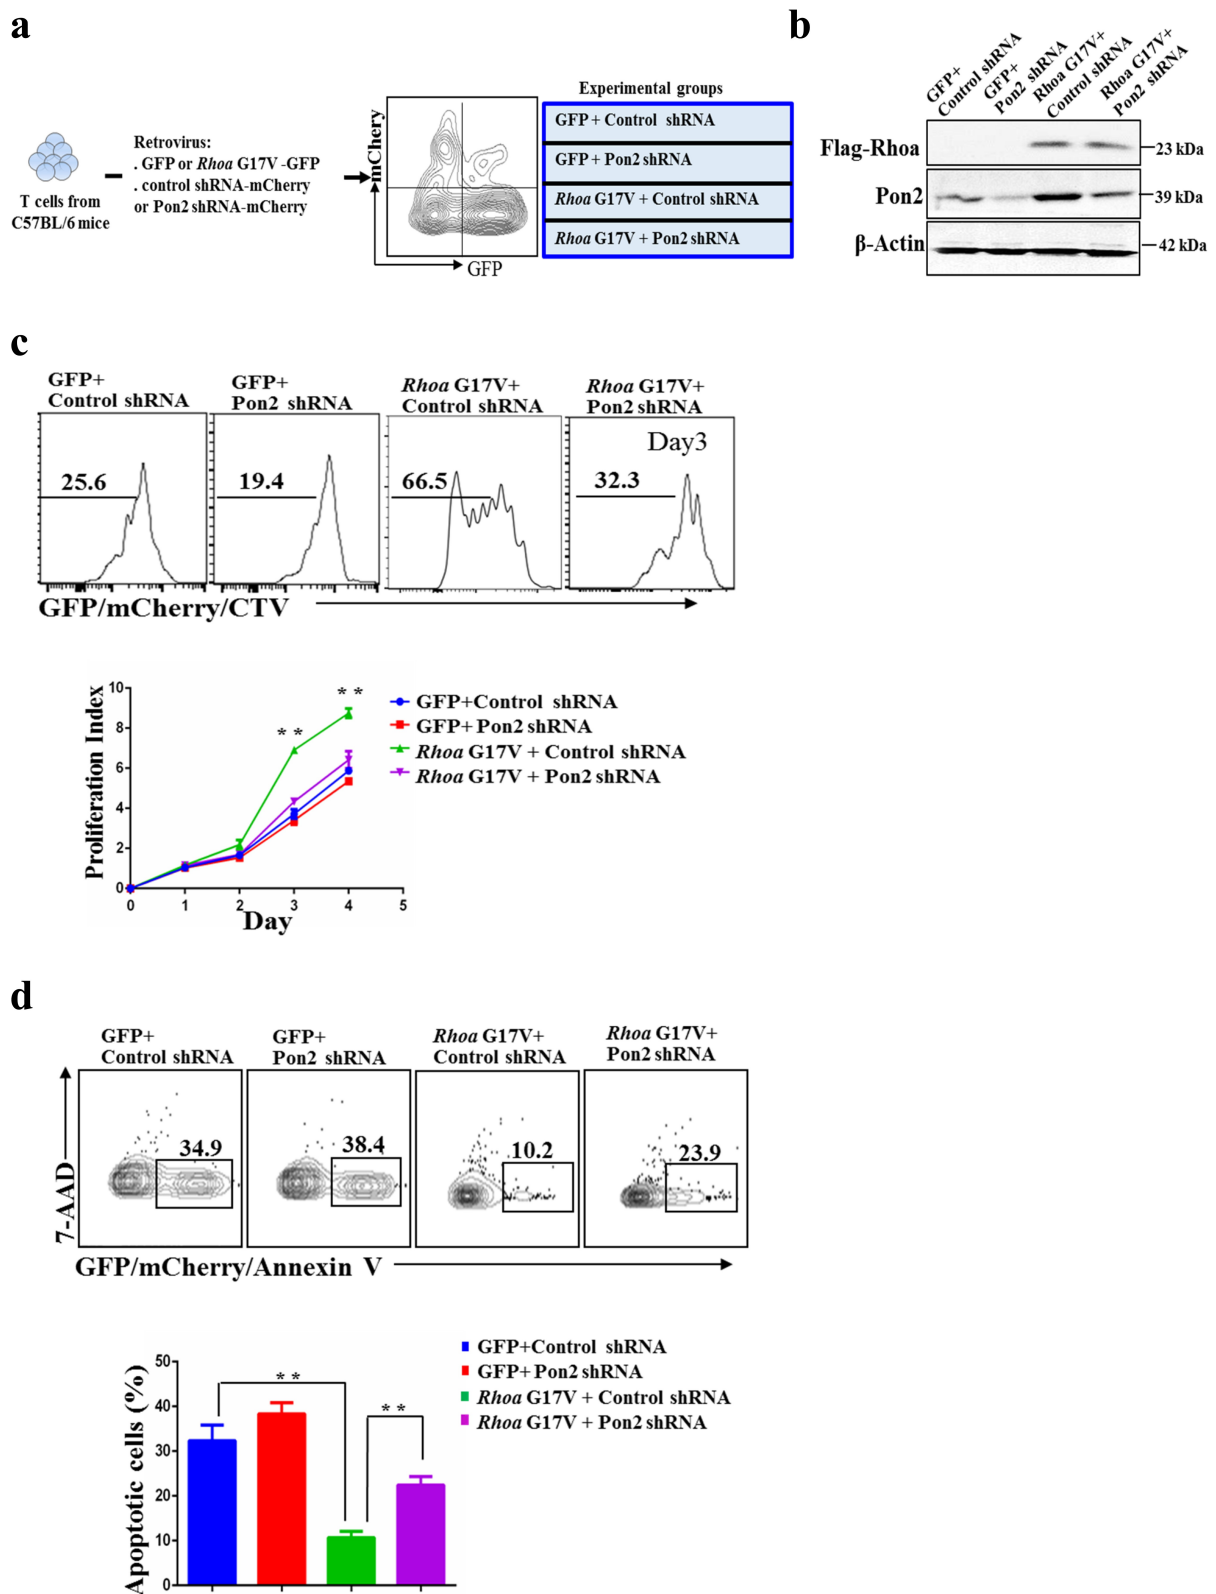 a
T cells from
C57BL/6 mice
Retrovirus:
. GFP or Rhoa G17V -GFP
. control shRNA-mCherry
or Pon2 shRNA-mCherry
mChery
GFP
Experimental groups
GFP + Control shRNA
GFP + Pon2 shRNA
Rhoa G17V + Control shRNA
Rhoa G17V + Pon2 shRNA
b
GFP+
Control shRNA
GFP+
Pon2 shRNA
Rhoa G17V+
Control shRNA
Rhoa G17V+
Pon2 shRNA
Flag-Rhoa
23 kDa
Pon2
39 kDa
β-Actin
42 kDa
c
GFP+
Control shRNA
GFP+
Pon2 shRNA
Rhoa G17V+
Control shRNA
Rhoa G17V+
Pon2 shRNA
25.6
19.4
66.5
32.3
Day3
GFP/mCherry/CTV
Proliferation Index
10
8
6
4
2
0
0 1 2 3 4 5
Day
* *
* *
GFP+Control shRNA
GFP+ Pon2 shRNA
Rhoa G17V + Control shRNA
Rhoa G17V + Pon2 shRNA
d
GFP+
Control shRNA
GFP+
Pon2 shRNA
Rhoa G17V+
Control shRNA
Rhoa G17V+
Pon2 shRNA
34.9
38.4
10.2
23.9
7-AAD
GFP/mCherry/Annexin V
Apoptotic cells (%)
50
40
30
20
10
0
* *
* *
GFP+Control shRNA
GFP+ Pon2 shRNA
Rhoa G17V + Control shRNA
Rhoa G17V + Pon2 shRNA